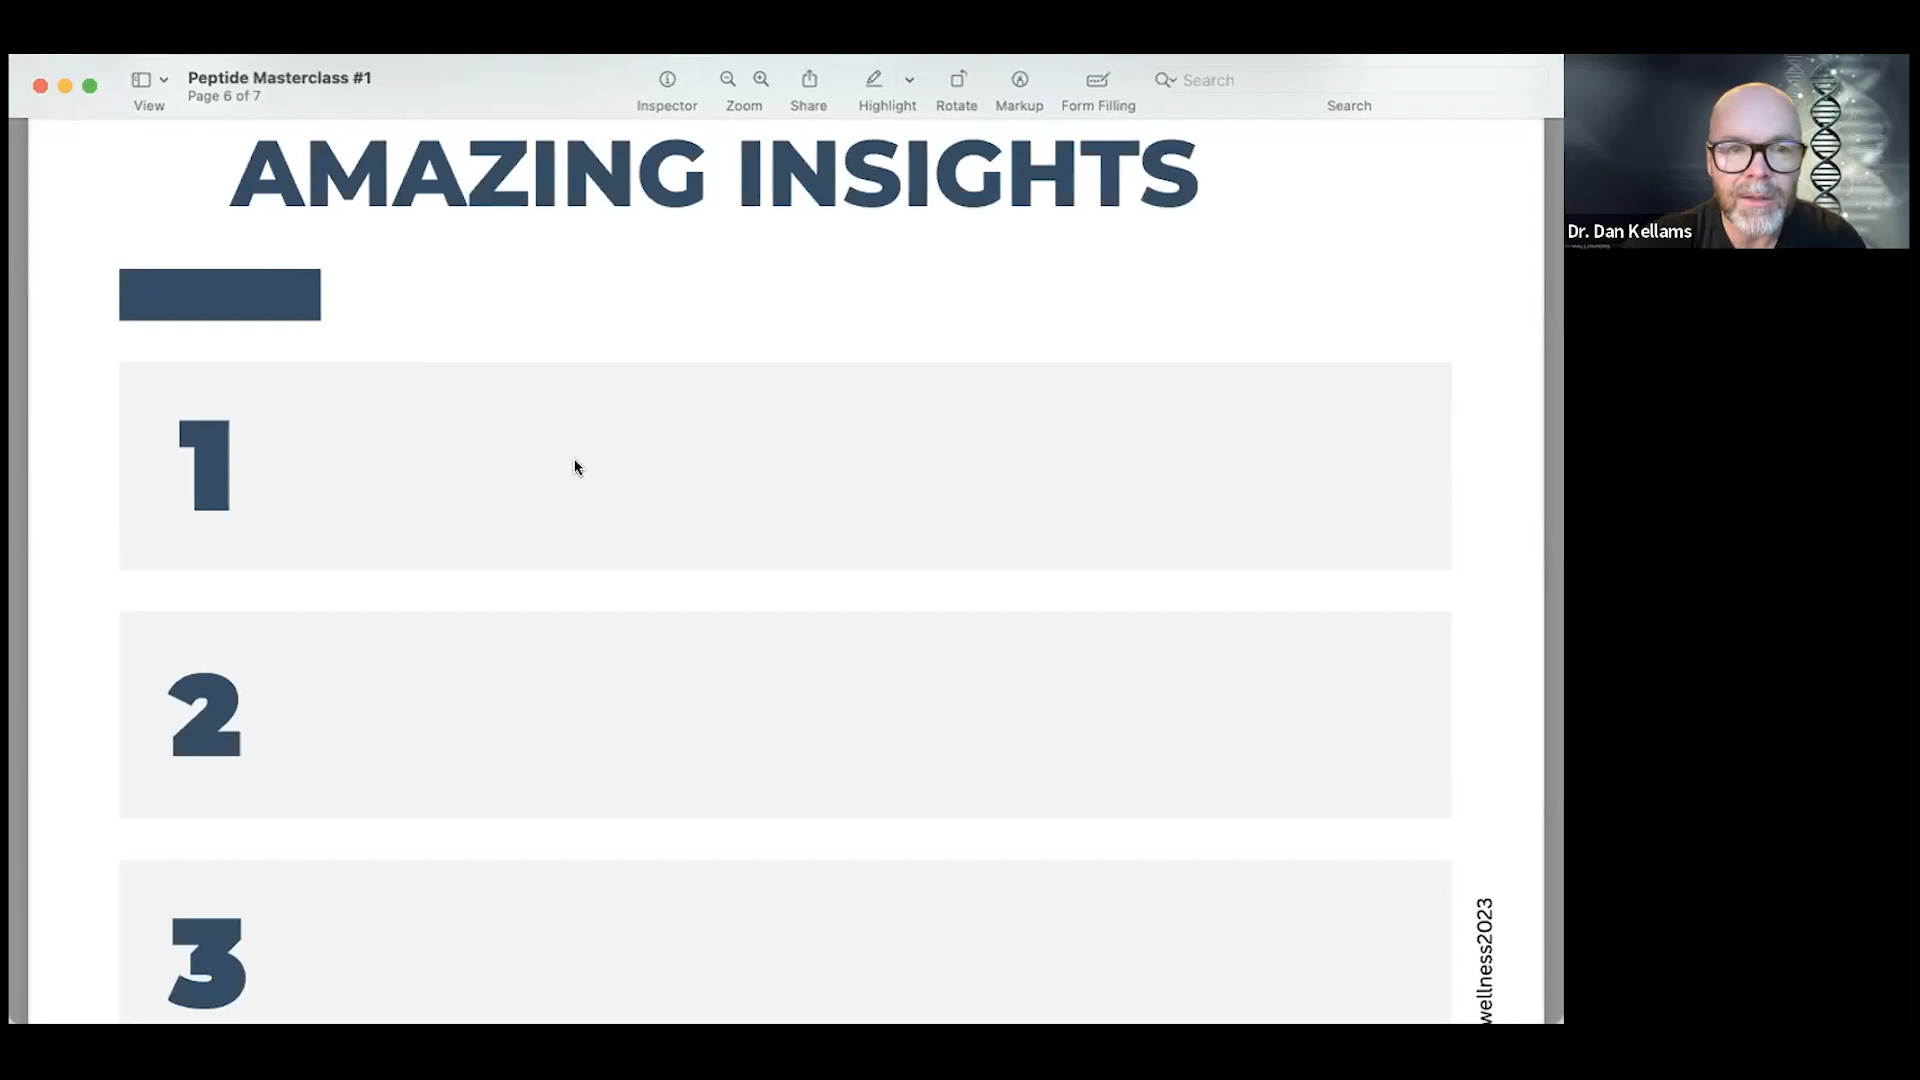 Peptide Masterclass #1
Page 6 of 7
View
Inspector
Zoom
Share
Highlight
Rotate
Markup
Form Filling
Search
Search
AMAZING INSIGHTS
1
2
3
wellness2023
Dr. Dan Kellams